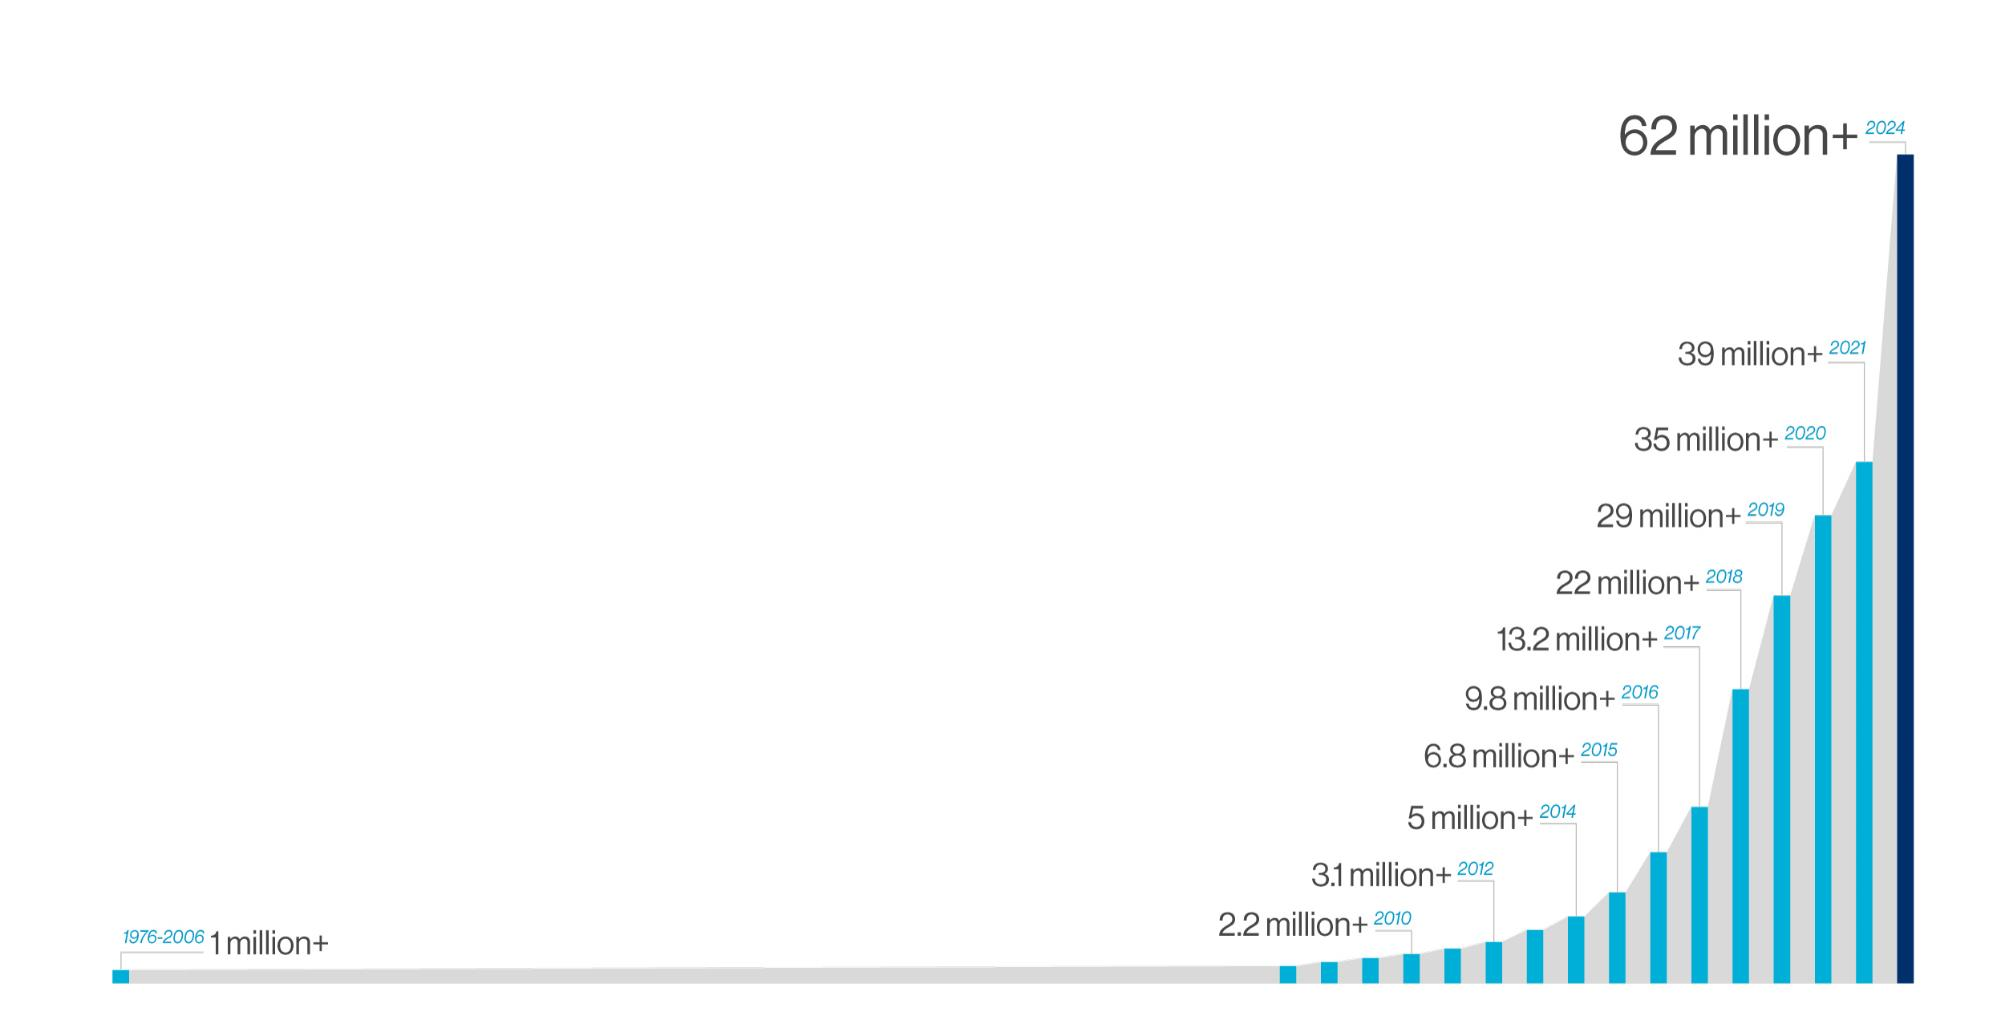 62 million+ 2024
39 million+ 2021
35 million+ 2020
29 million+ 2019
22 million+ 2018
13.2 million+ 2017
9.8 million+ 2016
6.8 million+ 2015
5 million+ 2014
3.1 million+ 2012
2.2 million+ 2010
1976-2006 1 million+